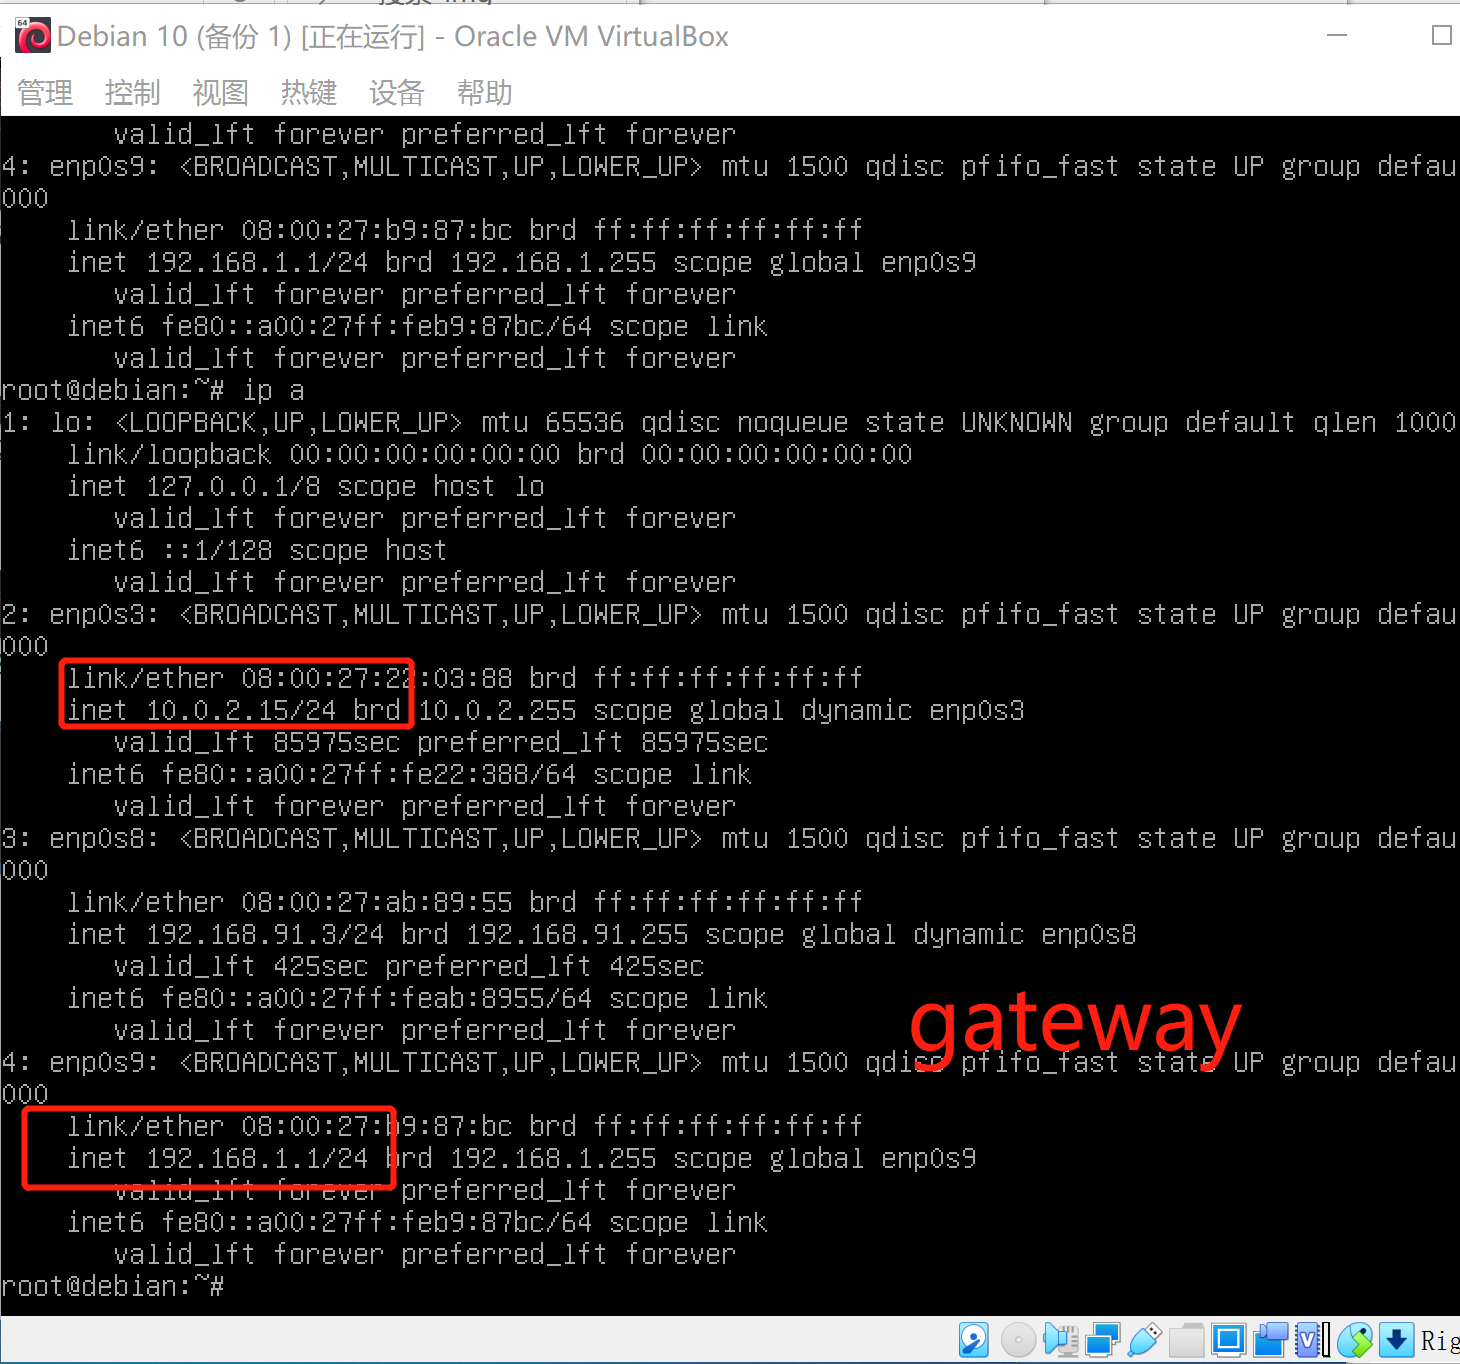 搜索
Debian 10 (备份 1) [正在运行] - Oracle VM VirtualBox
管理 控制 视图 热键 设备 帮助
valid_lft forever preferred_lft forever
4: enp0s9: <BROADCAST,MULTICAST,UP,LOWER_UP> mtu 1500 qdisc pfifo_fast state UP group defau
000
link/ether 08:00:27:b9:87:bc brd ff:ff:ff:ff:ff:ff
inet 192.168.1.1/24 brd 192.168.1.255 scope global enp0s9
valid_lft forever preferred_lft forever
inet6 fe80::a00:27ff:feb9:87bc/64 scope link
valid_lft forever preferred_lft forever
root@debian:~# ip a
1: lo: <LOOPBACK,UP,LOWER_UP> mtu 65536 qdisc noqueue state UNKNOWN group default qlen 1000
link/loopback 00:00:00:00:00:00 brd 00:00:00:00:00:00
inet 127.0.0.1/8 scope host lo
valid_lft forever preferred_lft forever
inet6 ::1/128 scope host
valid_lft forever preferred_lft forever
2: enp0s3: <BROADCAST,MULTICAST,UP,LOWER_UP> mtu 1500 qdisc pfifo_fast state UP group defau
000
link/ether 08:00:27:22:03:88 brd ff:ff:ff:ff:ff:ff
inet 10.0.2.15/24 brd 10.0.2.255 scope global dynamic enp0s3
valid_lft 85975sec preferred_lft 85975sec
inet6 fe80::a00:27ff:fe22:388/64 scope link
valid_lft forever preferred_lft forever
3: enp0s8: <BROADCAST,MULTICAST,UP,LOWER_UP> mtu 1500 qdisc pfifo_fast state UP group defau
000
link/ether 08:00:27:ab:89:55 brd ff:ff:ff:ff:ff:ff
inet 192.168.91.3/24 brd 192.168.91.255 scope global dynamic enp0s8
valid_lft 425sec preferred_lft 425sec
inet6 fe80::a00:27ff:feab:8955/64 scope link
valid_lft forever preferred_lft forever
gateway
4: enp0s9: <BROADCAST,MULTICAST,UP,LOWER_UP> mtu 1500 qdisc pfifo_fast state UP group defau
000
link/ether 08:00:27:b9:87:bc brd ff:ff:ff:ff:ff:ff
inet 192.168.1.1/24 brd 192.168.1.255 scope global enp0s9
valid_lft forever preferred_lft forever
inet6 fe80::a00:27ff:feb9:87bc/64 scope link
valid_lft forever preferred_lft forever
root@debian:~#
Rig